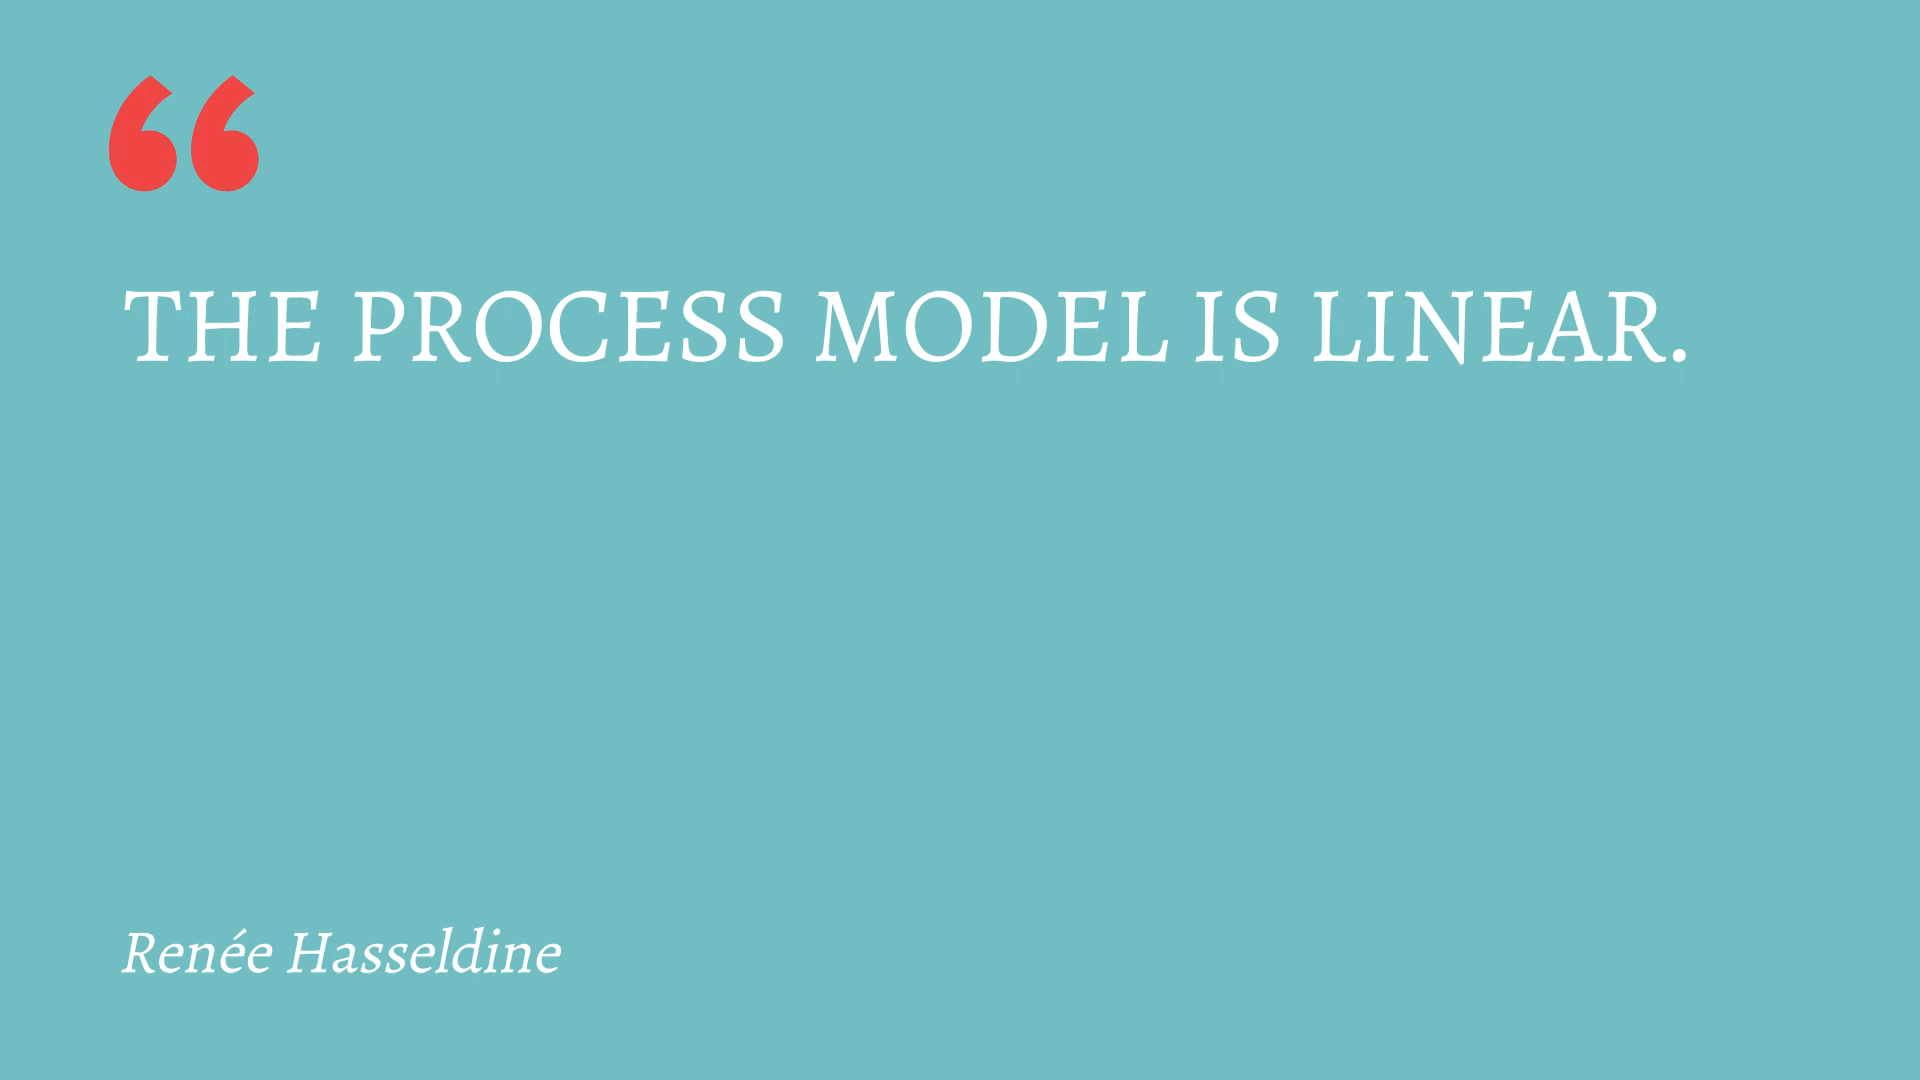 “
THE PROCESS MODEL IS LINEAR.
Renée Hasseldine